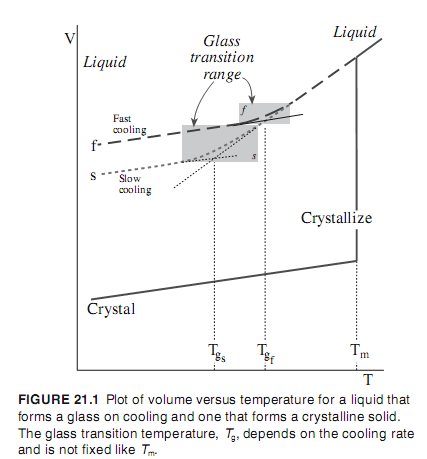 V
Liquid
Glass
transition
range
Liquid
f
Fast
cooling
f
s
s
Slow
cooling
Crystallize
Crystal
Tgs
Tgf
Tm
T
FIGURE 21.1 Plot of volume versus temperature for a liquid that
forms a glass on cooling and one that forms a crystalline solid.
The glass transition temperature, Tg, depends on the cooling rate
and is not fixed like Tm.